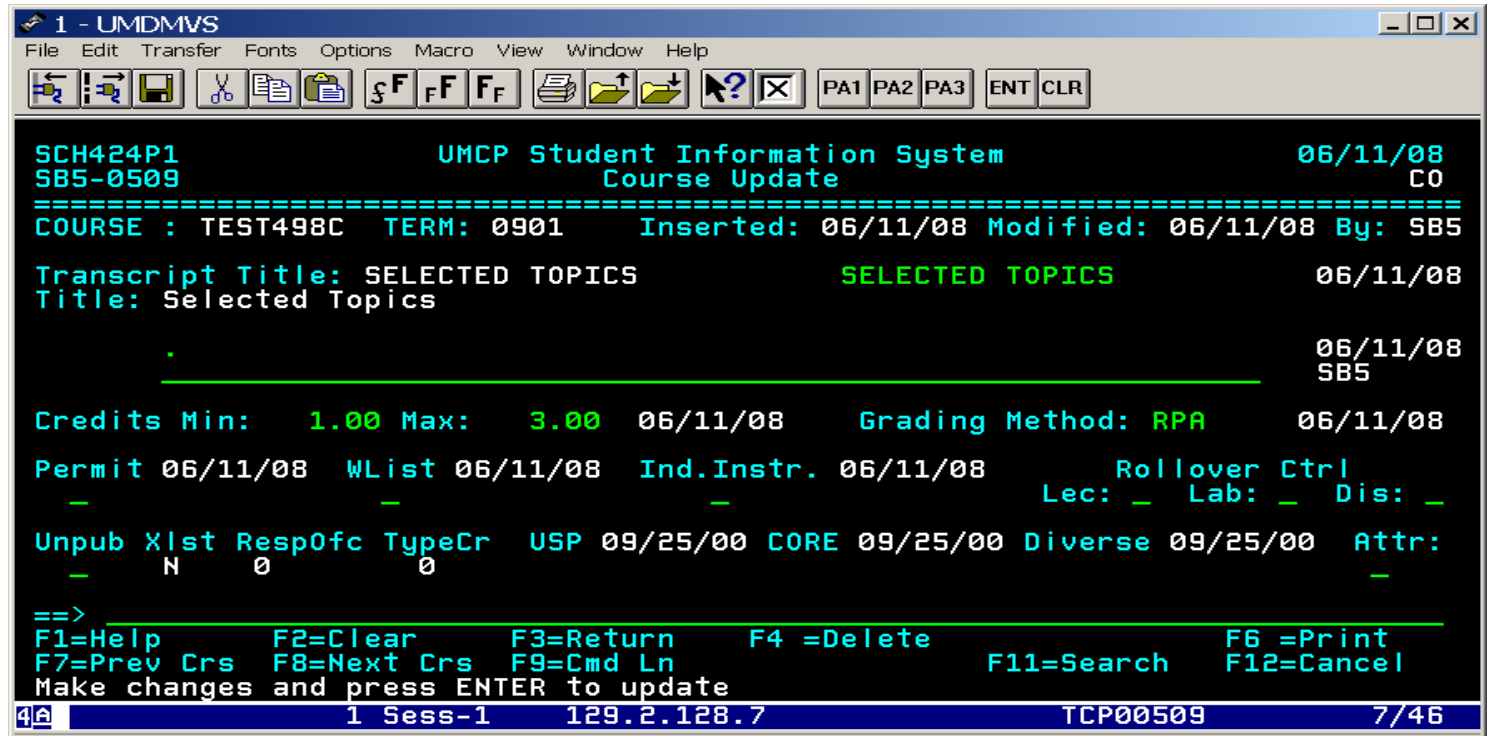 1 - UMDMVS
File Edit Transfer Fonts Options Macro View Window Help
PA1 PA2 PA3 ENT CLR
SCH424P1 UMCP Student Information System 06/11/08
SB5-0509 Course Update CO
================================================================================
COURSE : TEST498C TERM: 0901 Inserted: 06/11/08 Modified: 06/11/08 By: SB5
Transcript Title: SELECTED TOPICS SELECTED TOPICS 06/11/08
Title: Selected Topics
. 06/11/08
SB5
Credits Min: 1.00 Max: 3.00 06/11/08 Grading Method: RPA 06/11/08
Permit 06/11/08 WList 06/11/08 Ind.Instr. 06/11/08 Rollover Ctrl
_ _ _ Lec: _ Lab: _ Dis: _
Unpub Xlst RespOfc TypeCr USP 09/25/00 CORE 09/25/00 Diverse 09/25/00 Attr:
_ N 0 0 _
==>
F1=Help F2=Clear F3=Return F4 =Delete F6 =Print
F7=Prev Crs F8=Next Crs F9=Cmd Ln F11=Search F12=Cancel
Make changes and press ENTER to update
4A 1 Sess-1 129.2.128.7 TCP00509 7/46